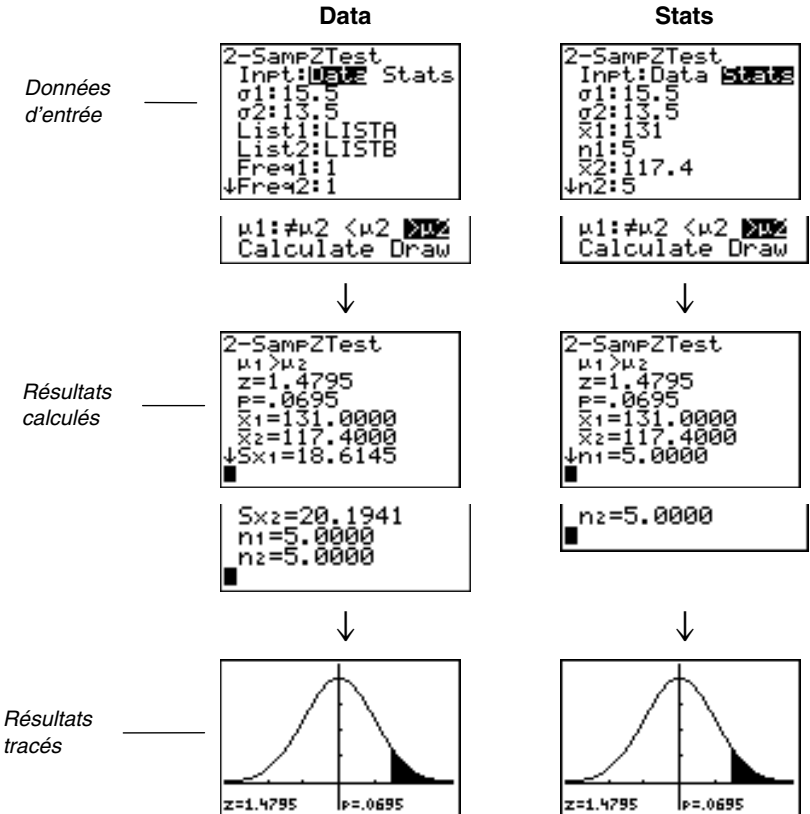 Data
Stats
Données
d'entrée
2-SampZTest
Inpt:Data Stats
σ1:15.5
σ2:13.5
List1:LISTA
List2:LISTB
Freq1:1
↓Freq2:1
μ1:≠μ2 <μ2 >μ2
Calculate Draw
2-SampZTest
Inpt:Data Stats
σ1:15.5
σ2:13.5
x̄1:131
n1:5
x̄2:117.4
↓n2:5
μ1:≠μ2 <μ2 >μ2
Calculate Draw
↓
↓
Résultats
calculés
2-SampZTest
μ1>μ2
z=1.4795
p=.0695
x̄1=131.0000
x̄2=117.4000
↓Sx1=18.6145
Sx2=20.1941
n1=5.0000
n2=5.0000
2-SampZTest
μ1>μ2
z=1.4795
p=.0695
x̄1=131.0000
x̄2=117.4000
↓n1=5.0000
n2=5.0000
↓
↓
Résultats
tracés
z=1.4795 p=.0695
z=1.4795 p=.0695